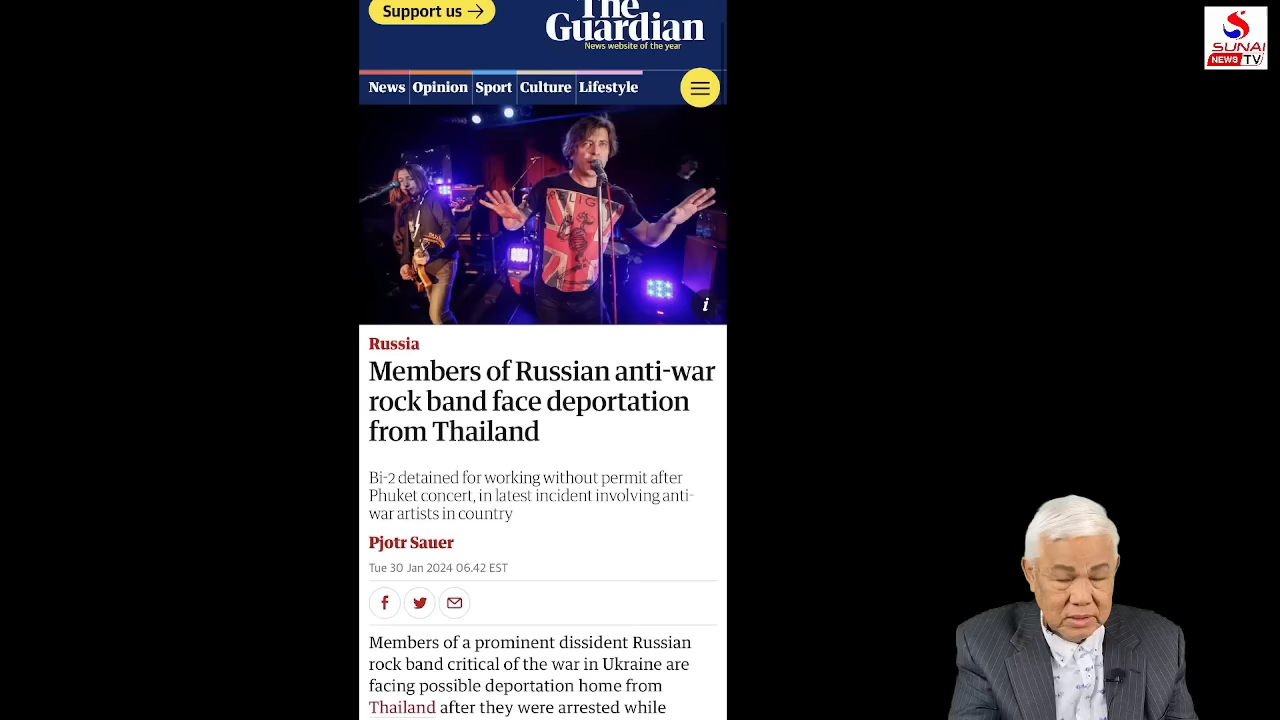 Support us →
The
Guardian
News website of the year
News Opinion Sport Culture Lifestyle
RELIG
i
Russia
Members of Russian anti-war
rock band face deportation
from Thailand
Bi-2 detained for working without permit after
Phuket concert, in latest incident involving anti-
war artists in country
Pjotr Sauer
Tue 30 Jan 2024 06.42 EST
Members of a prominent dissident Russian
rock band critical of the war in Ukraine are
facing possible deportation home from
Thailand after they were arrested while
SUNAI
NEWS TV